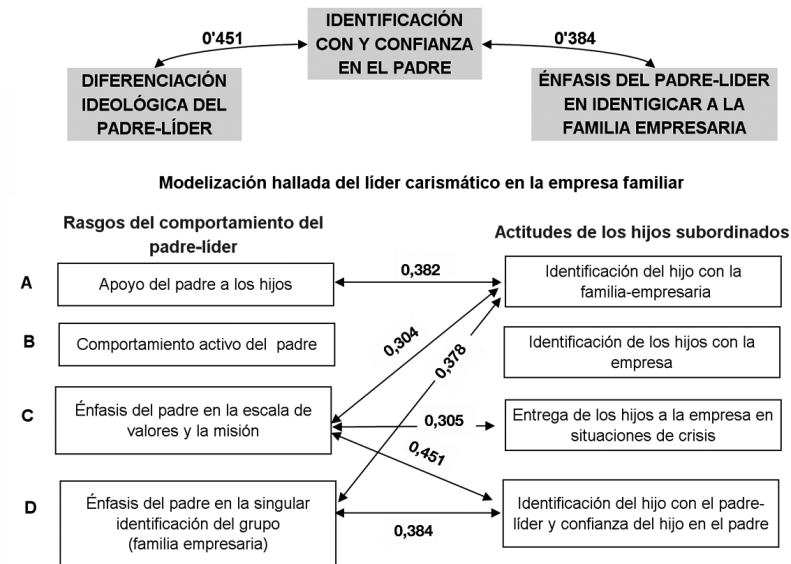 IDENTIFICACIÓN
CON Y CONFIANZA
EN EL PADRE
0'451
0'384
DIFERENCIACIÓN
IDEOLÓGICA DEL
PADRE-LÍDER
ÉNFASIS DEL PADRE-LIDER
EN IDENTIGICAR A LA
FAMILIA EMPRESARIA
Modelización hallada del líder carismático en la empresa familiar
Rasgos del comportamiento del
padre-líder
Actitudes de los hijos subordinados
A
Apoyo del padre a los hijos
0,382
Identificación del hijo con la
familia-empresaria
B
Comportamiento activo del padre
0,304
0,378
Identificación de los hijos con la
empresa
C
Énfasis del padre en la escala de
valores y la misión
0,305
Entrega de los hijos a la empresa en
situaciones de crisis
0,451
D
Énfasis del padre en la singular
identificación del grupo
(familia empresaria)
0,384
Identificación del hijo con el padre-
líder y confianza del hijo en el padre